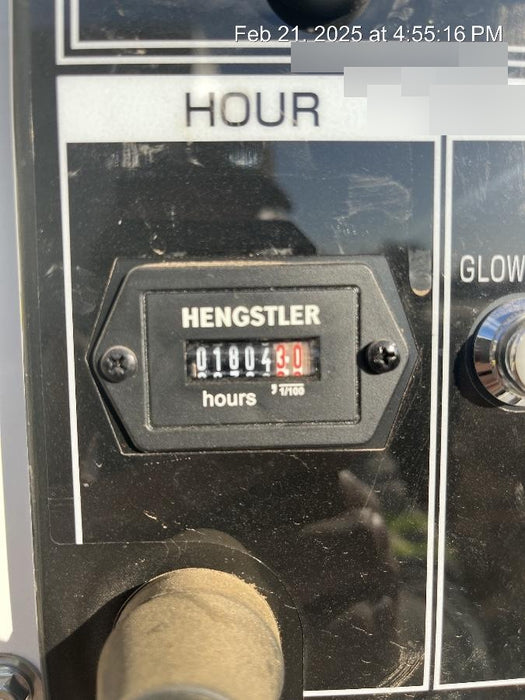 Feb 21, 2025 at 4:55:16 PM
HOUR
GLOW
HENGSTLER
0180430
hours , 1/100